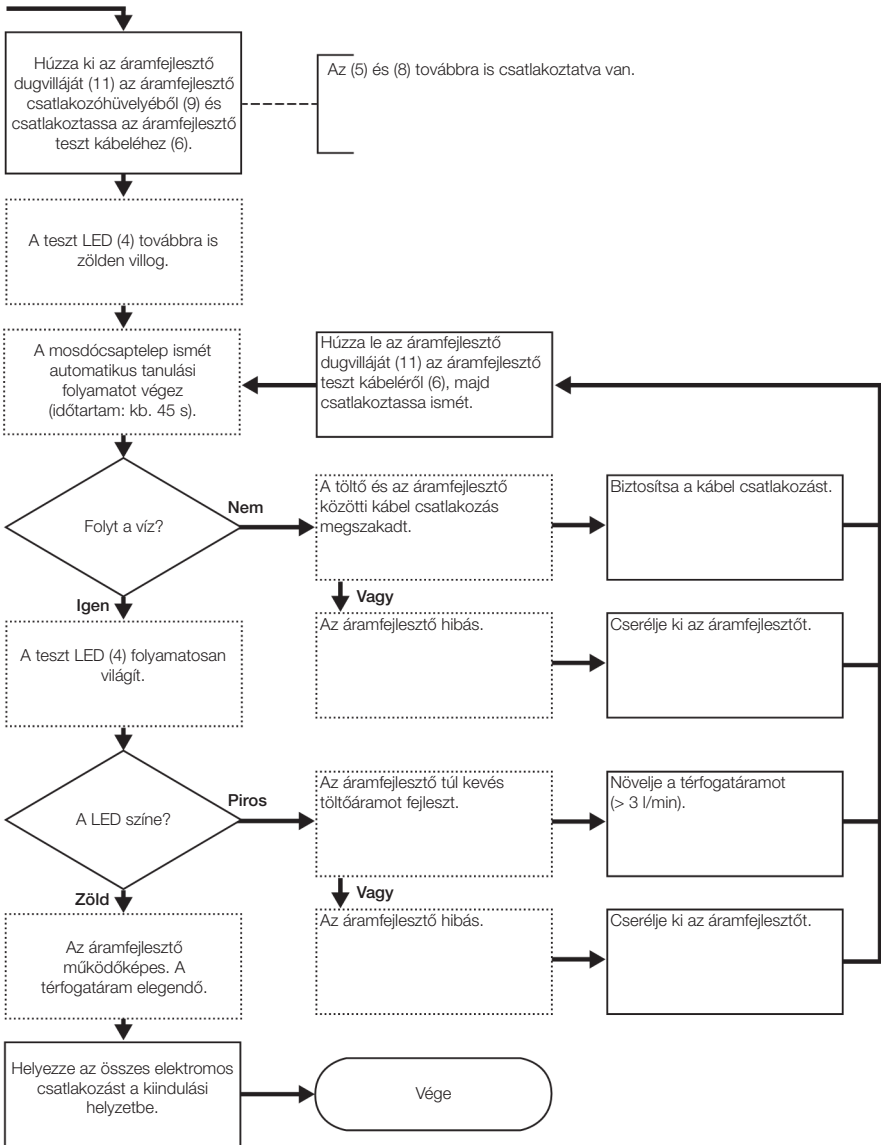 Húzza ki az áramfejlesztő
dugvilláját (11) az áramfejlesztő
csatlakozóhüvelyéből (9) és
csatlakoztassa az áramfejlesztő
teszt kábeléhez (6).
Az (5) és (8) továbbra is csatlakoztatva van.
A teszt LED (4) továbbra is
zölden villog.
A mosdócsaptelep ismét
automatikus tanulási
folyamatot végez
(időtartam: kb. 45 s).
Húzza le az áramfejlesztő
dugvilláját (11) az áramfejlesztő
teszt kábeléről (6), majd
csatlakoztassa ismét.
Folyt a víz?
Nem
A töltő és az áramfejlesztő
közötti kábel csatlakozás
megszakadt.
Biztosítsa a kábel csatlakozást.
Vagy
Az áramfejlesztő hibás.
Cserélje ki az áramfejlesztőt.
Igen
A teszt LED (4) folyamatosan
világít.
A LED színe?
Piros
Az áramfejlesztő túl kevés
töltőáramot fejleszt.
Növelje a térfogatáramot
(> 3 l/min).
Vagy
Az áramfejlesztő hibás.
Cserélje ki az áramfejlesztőt.
Zöld
Az áramfejlesztő
működőképes. A
térfogatáram elegendő.
Helyezze az összes elektromos
csatlakozást a kiindulási
helyzetbe.
Vége